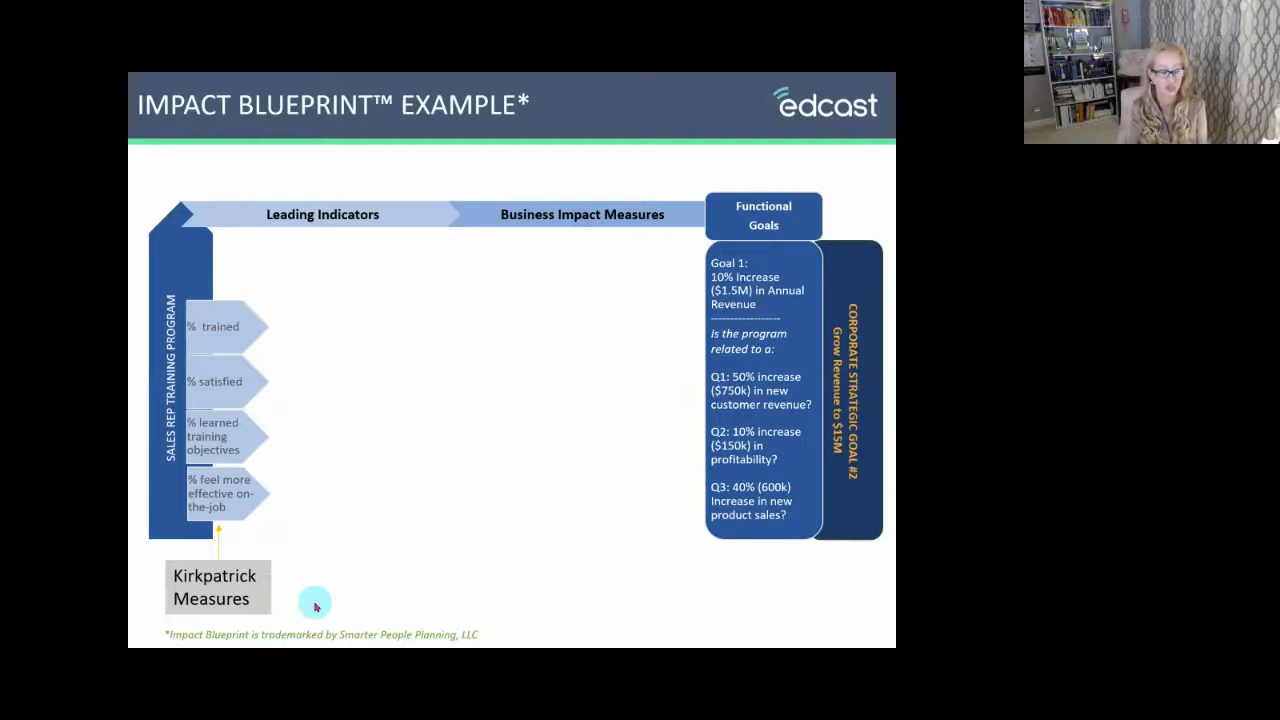 IMPACT BLUEPRINT™ EXAMPLE*
edcast
Leading Indicators
Business Impact Measures
Functional
Goals
SALES REP TRAINING PROGRAM
% trained
% satisfied
% learned
training
objectives
% feel more
effective on-
the-job
Goal 1:
10% Increase
($1.5M) in Annual
Revenue
------------------
Is the program
related to a:
Q1: 50% increase
($750k) in new
customer revenue?
Q2: 10% increase
($150k) in
profitability?
Q3: 40% (600k)
Increase in new
product sales?
CORPORATE STRATEGIC GOAL #2
Grow Revenue to $15M
Kirkpatrick
Measures
*Impact Blueprint is trademarked by Smarter People Planning, LLC